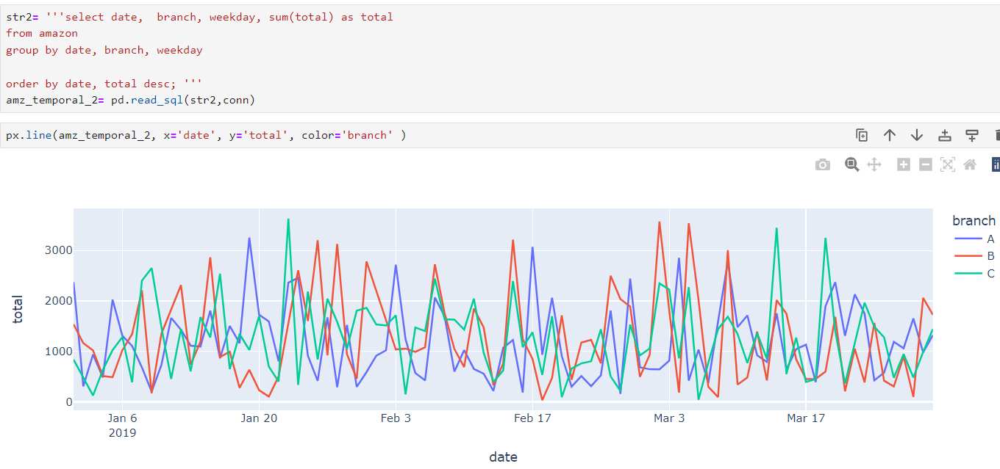 str2= '''select date,  branch, weekday, sum(total) as total
from amazon
group by date, branch, weekday
order by date, total desc; '''
amz_temporal_2= pd.read_sql(str2,conn)
px.line(amz_temporal_2, x='date', y='total', color='branch' )
branch
A
B
C
3000
2000
1000
0
total
Jan 6
2019
Jan 20
Feb 3
Feb 17
Mar 3
Mar 17
date